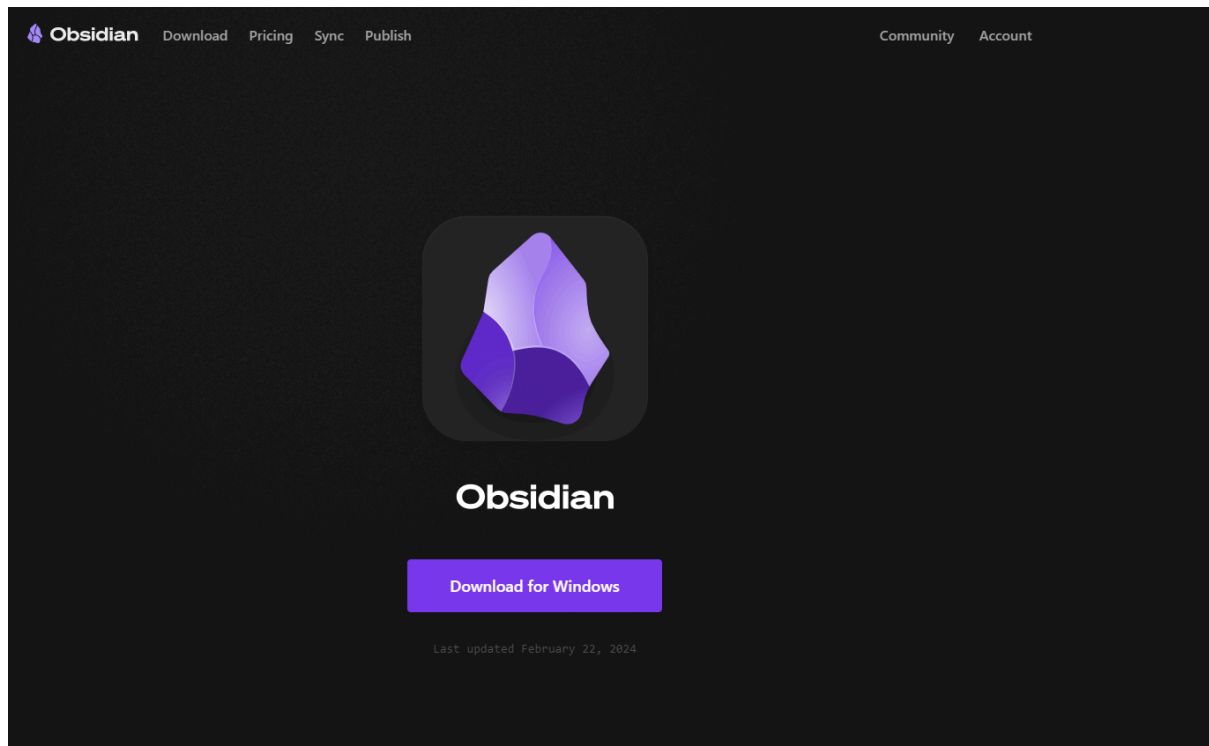 Obsidian Download Pricing Sync Publish Community Account
Obsidian
Download for Windows
Last updated February 22, 2024